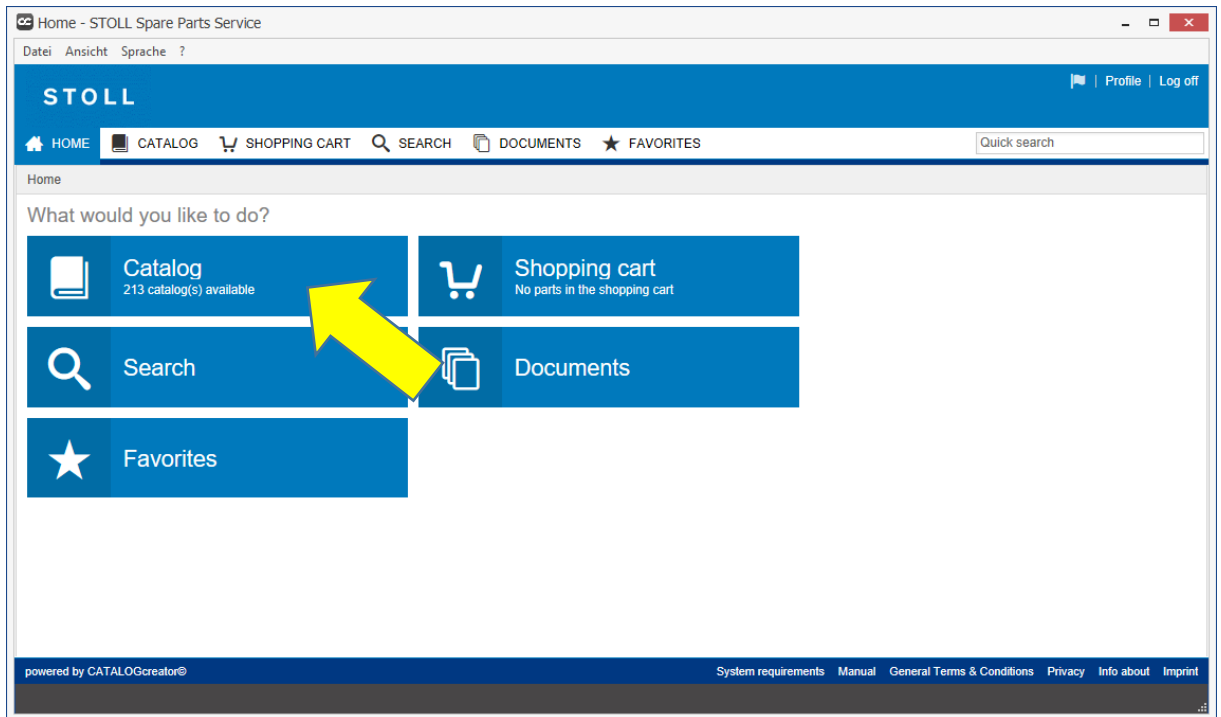 Home - STOLL Spare Parts Service
Datei Ansicht Sprache ?
| Profile | Log off
STOLL
HOME CATALOG SHOPPING CART SEARCH DOCUMENTS FAVORITES Quick search
Home
What would you like to do?
Catalog
213 catalog(s) available
Shopping cart
No parts in the shopping cart
Search
Documents
Favorites
powered by CATALOGcreator© System requirements Manual General Terms & Conditions Privacy Info about Imprint